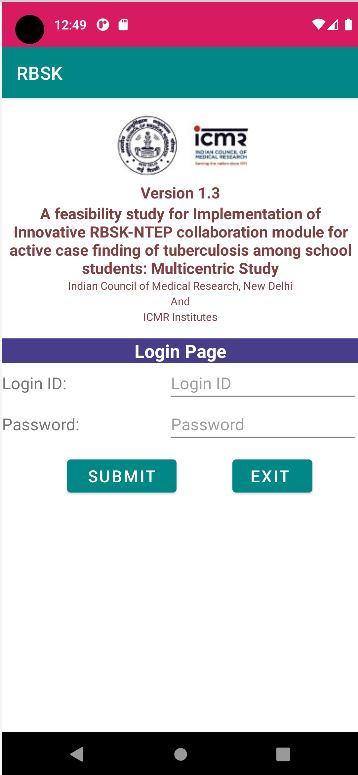 12:49
RBSK
icmr
INDIAN COUNCIL OF
MEDICAL RESEARCH
Version 1.3
A feasibility study for Implementation of
Innovative RBSK-NTEP collaboration module for
active case finding of tuberculosis among school
students: Multicentric Study
Indian Council of Medical Research, New Delhi
And
ICMR Institutes
Login Page
Login ID:
Login ID
Password:
Password
SUBMIT
EXIT